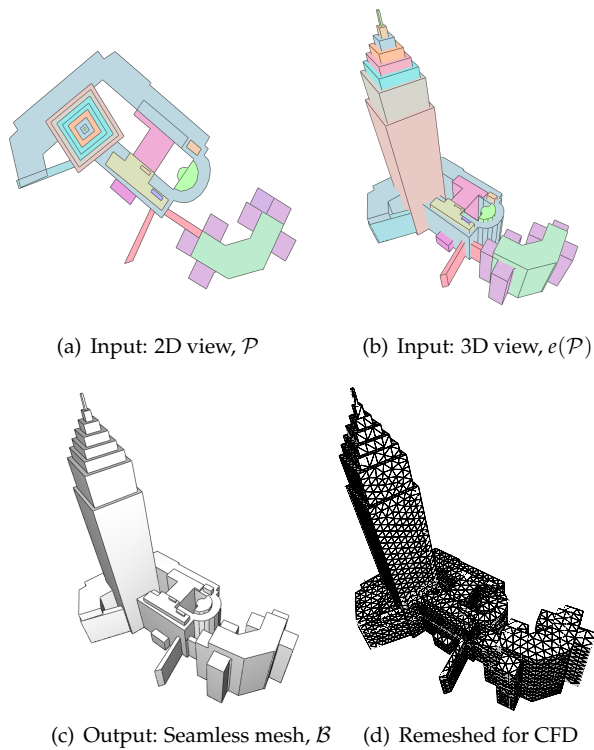 (a) Input: 2D view, 𝒫
(b) Input: 3D view, e(𝒫)
(c) Output: Seamless mesh, ℬ
(d) Remeshed for CFD